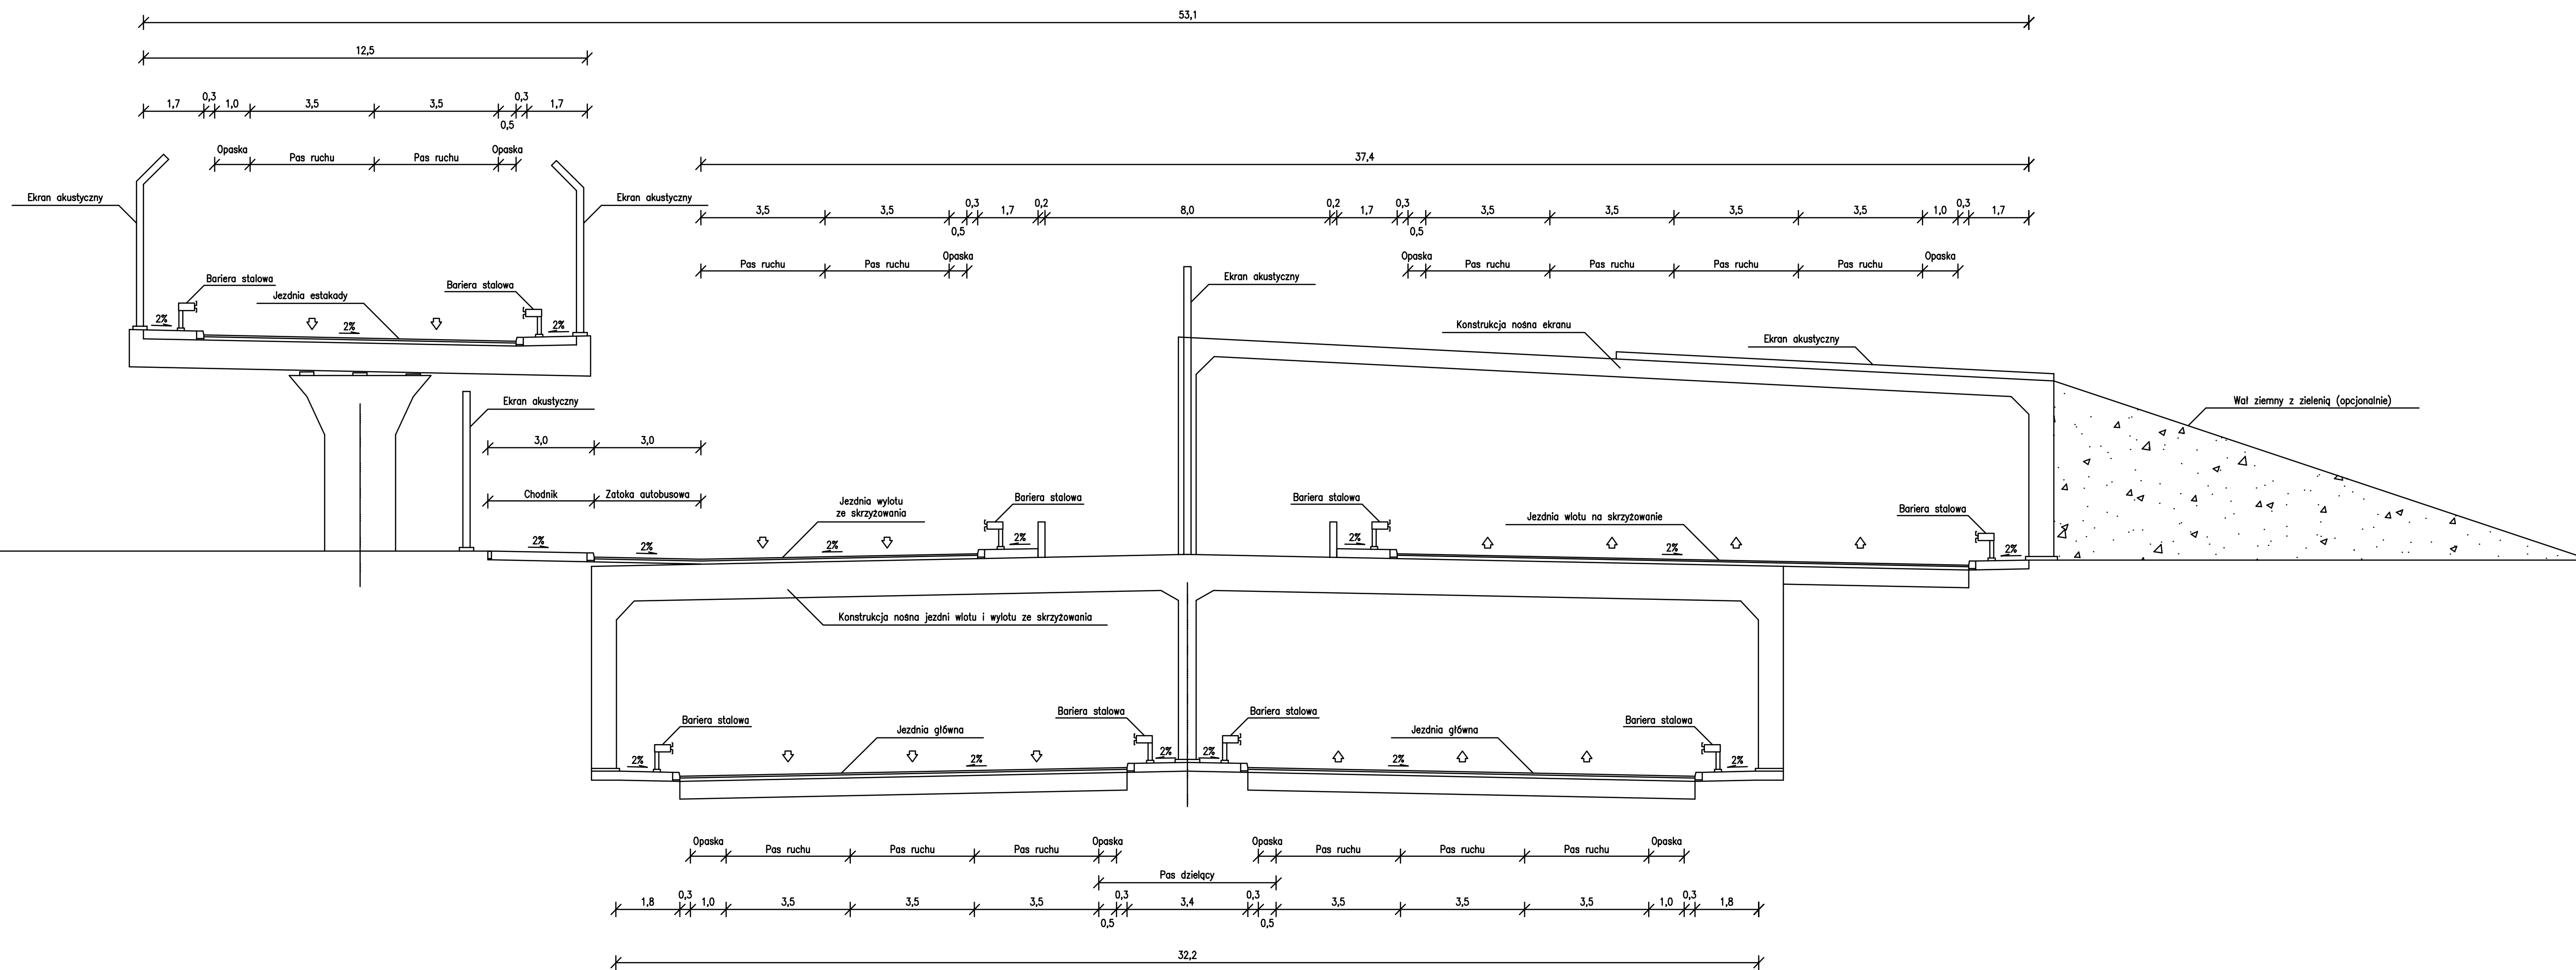 53,1
12,5
1,7 0,3 1,0 3,5 3,5 0,5 0,3 1,7
Opaska Pas ruchu Pas ruchu Opaska
37,4
Ekran akustyczny
Ekran akustyczny
3,5 3,5 0,5 0,3 1,7 0,2 8,0 0,2 1,7 0,3 0,5 3,5 3,5 3,5 3,5 1,0 0,3 1,7
Pas ruchu Pas ruchu Opaska
Opaska Pas ruchu Pas ruchu Pas ruchu Pas ruchu Opaska
Bariera stalowa
Jezdnia estakady
Bariera stalowa
2% 2% 2%
Ekran akustyczny
Konstrukcja nośna ekranu
Ekran akustyczny
Ekran akustyczny
Wał ziemny z zielenią (opcjonalnie)
3,0 3,0
Chodnik Zatoka autobusowa
Jezdnia wylotu
ze skrzyżowania
Bariera stalowa
Bariera stalowa
Jezdnia wlotu na skrzyżowanie
Bariera stalowa
2% 2% 2% 2% 2% 2% 2%
Konstrukcja nośna jezdni wlotu i wylotu ze skrzyżowania
Bariera stalowa
Jezdnia główna
Bariera stalowa
Bariera stalowa
Jezdnia główna
Bariera stalowa
2% 2% 2% 2% 2% 2%
Opaska Pas ruchu Pas ruchu Pas ruchu Opaska
Opaska Pas ruchu Pas ruchu Pas ruchu Opaska
Pas dzielący
1,8 0,3 1,0 3,5 3,5 3,5 0,5 0,3 3,4 0,3 0,5 3,5 3,5 3,5 1,0 0,3 1,8
32,2